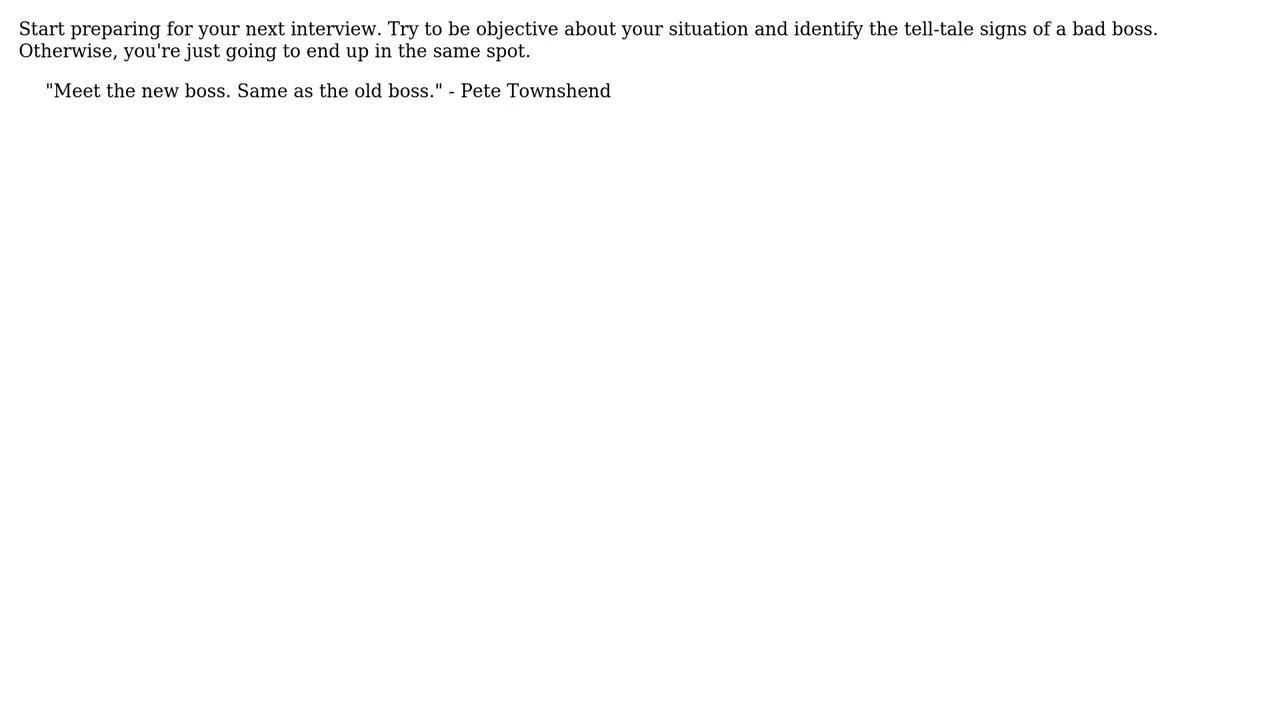 Start preparing for your next interview. Try to be objective about your situation and identify the tell-tale signs of a bad boss.
Otherwise, you're just going to end up in the same spot.
"Meet the new boss. Same as the old boss." - Pete Townshend